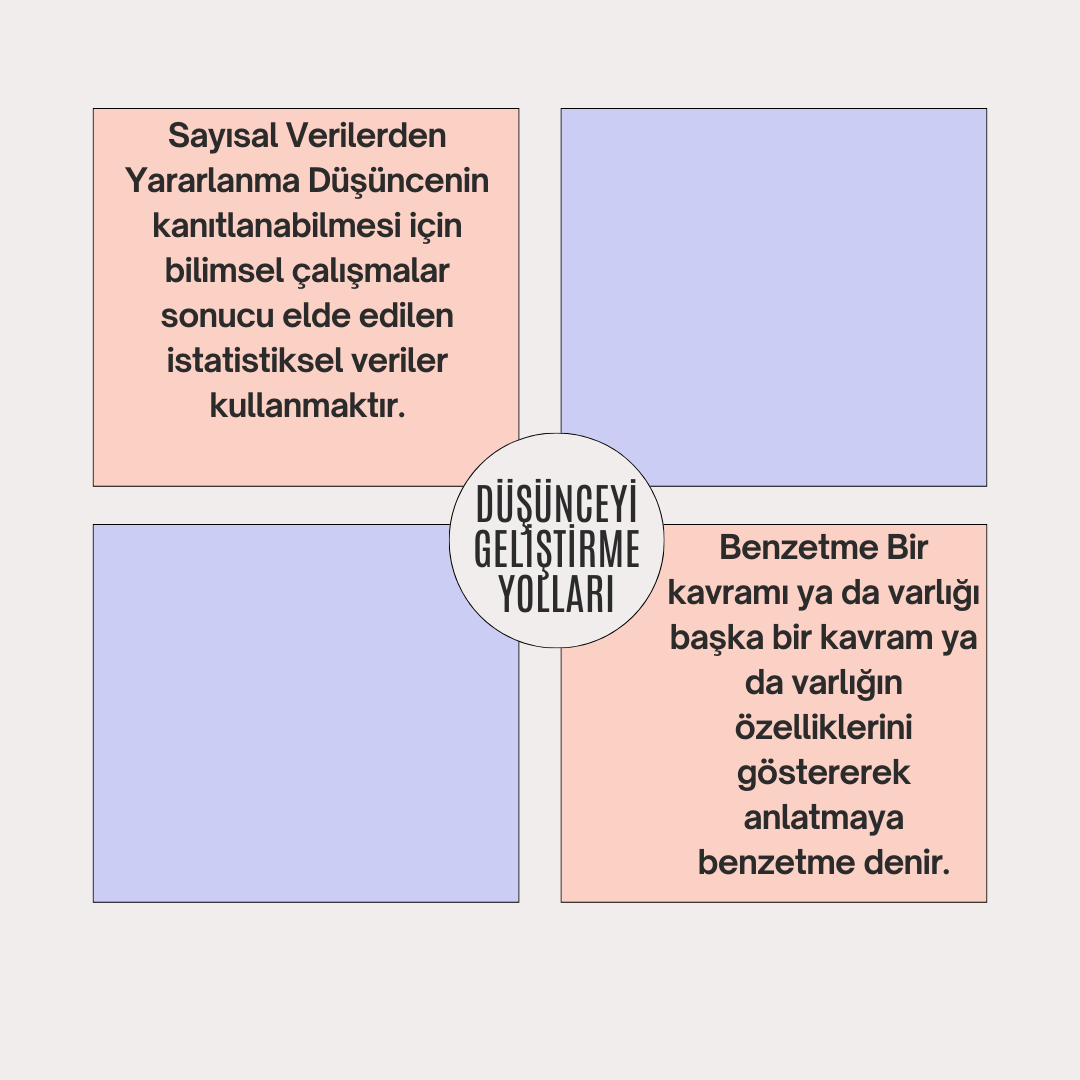 Sayısal Verilerden
Yararlanma Düşüncenin
kanıtlanabilmesi için
bilimsel çalışmalar
sonucu elde edilen
istatistiksel veriler
kullanmaktır.
DÜŞÜNCEYİ
GELİŞTİRME
YOLLARI
Benzetme Bir
kavramı ya da varlığı
başka bir kavram ya
da varlığın
özelliklerini
göstererek
anlatmaya
benzetme denir.